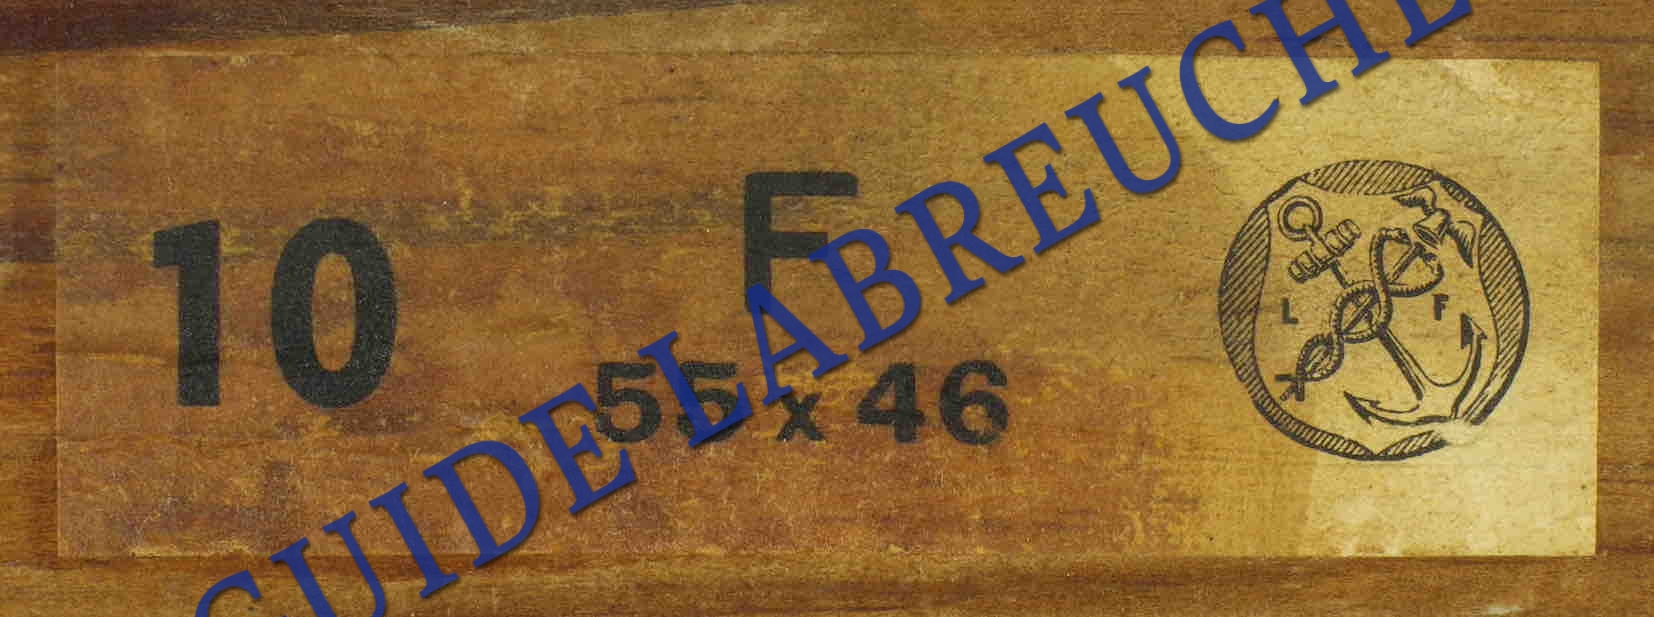 10 F
55 x 46
L F
GUIDE LABREUCHE